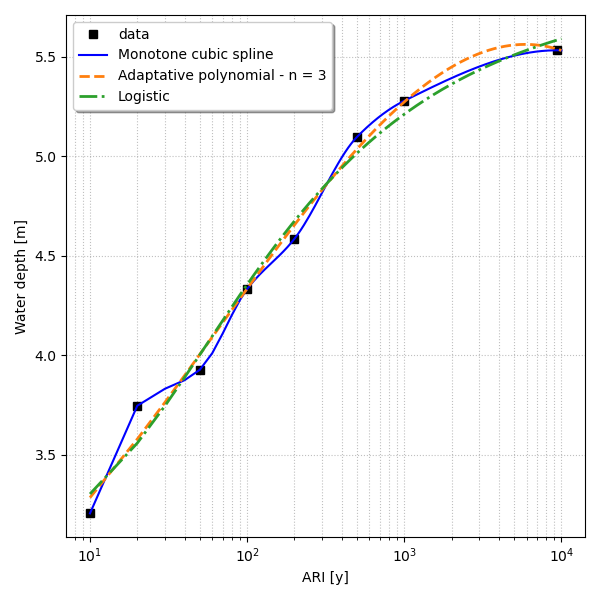 data
Monotone cubic spline
Adaptative polynomial - n = 3
Logistic
5.5
5.0
4.5
4.0
3.5
Water depth [m]
10¹ 10² 10³ 10⁴
ARI [y]